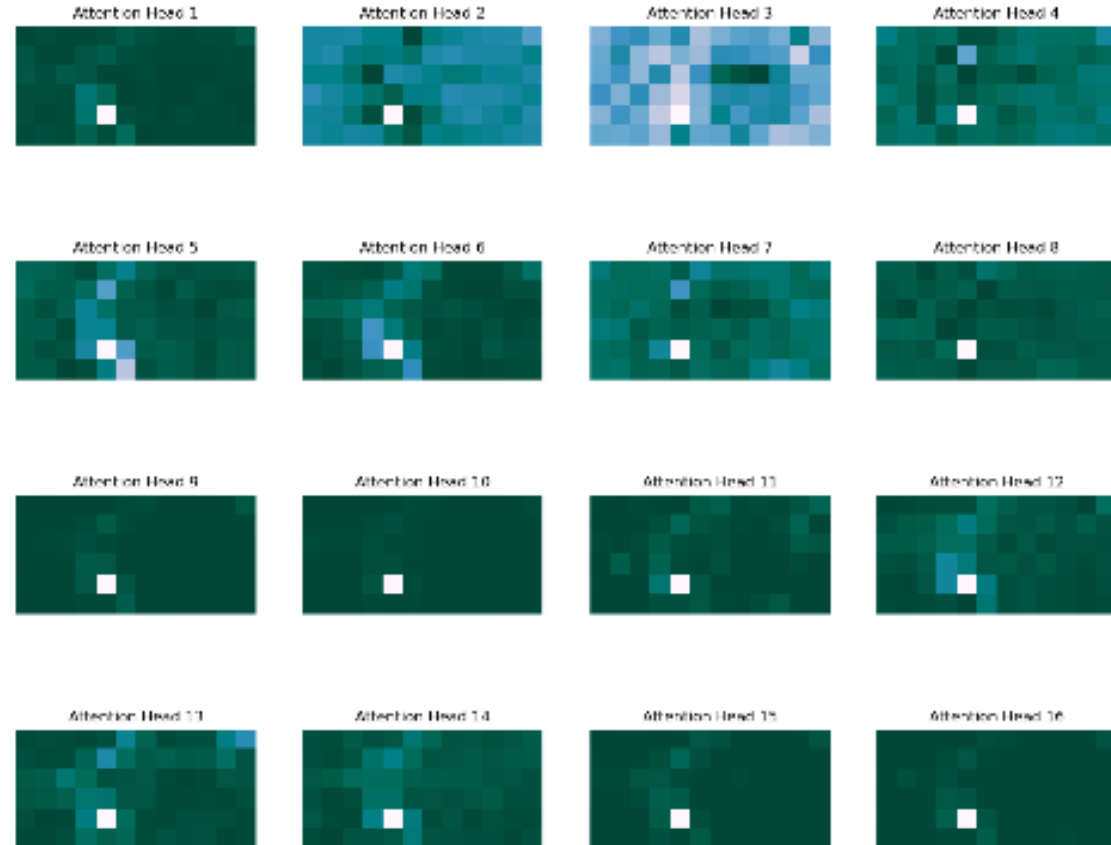 Attention Head 1
Attention Head 2
Attention Head 3
Attention Head 4
Attention Head 5
Attention Head 6
Attention Head 7
Attention Head 8
Attention Head 9
Attention Head 10
Attention Head 11
Attention Head 12
Attention Head 13
Attention Head 14
Attention Head 15
Attention Head 16